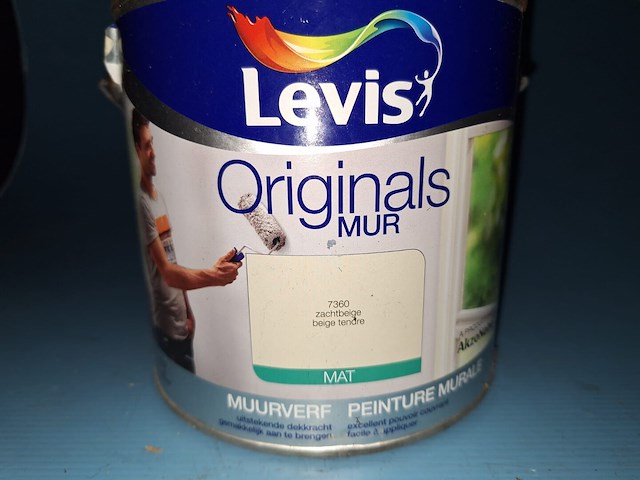 Levis
Originals
MUR
7360
zachtbeige
beige tendre
MAT
AkzoNobel
MUURVERF PEINTURE MURALE
uitstekende dekkracht excellent pouvoir couvrant
gemakkelijk aan te brengen facile à appliquer